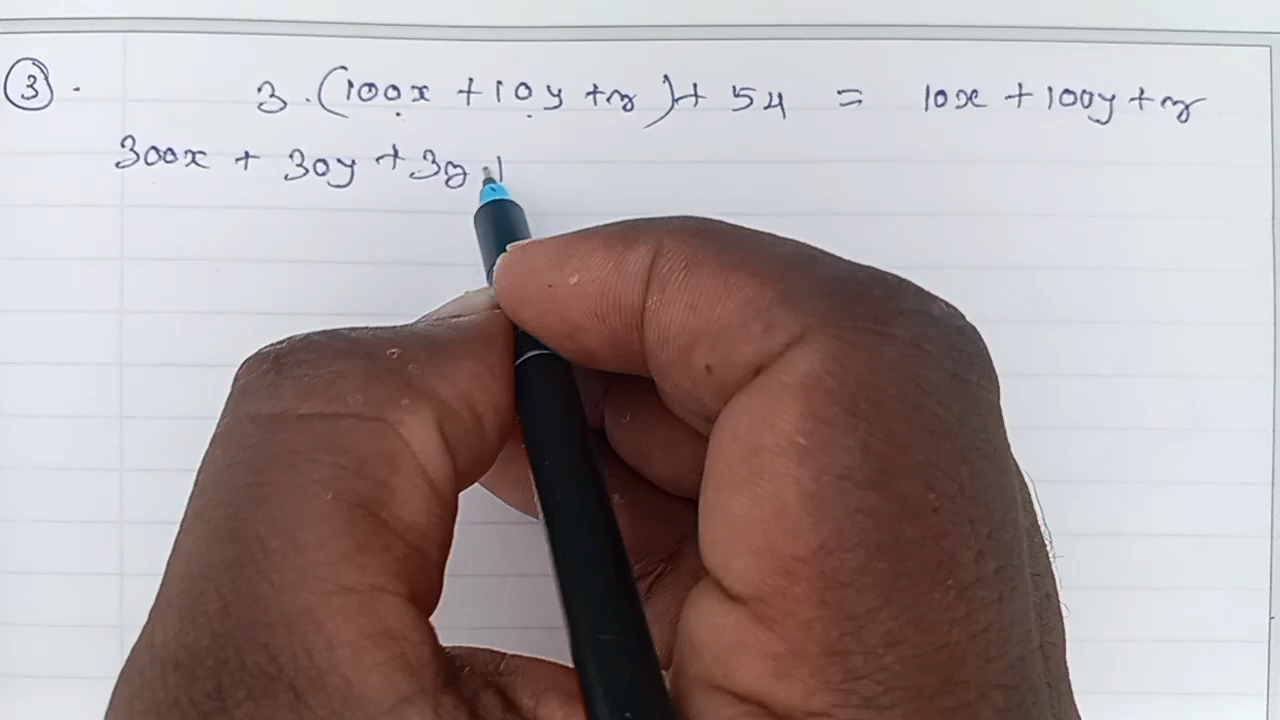 ③. 3.(100x + 10y + z) + 54 = 10x + 100y + z
300x + 30y + 3z